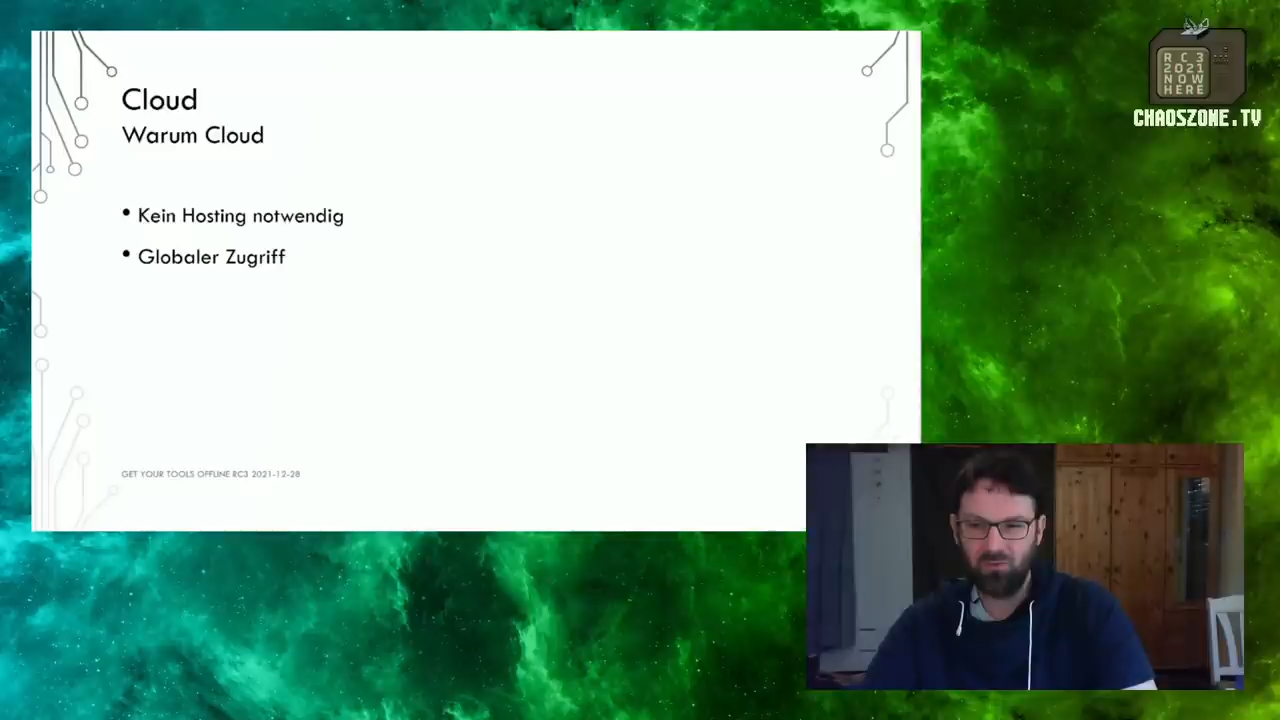 Cloud
Warum Cloud
• Kein Hosting notwendig
• Globaler Zugriff
GET YOUR TOOLS OFFLINE RC3 2021-12-28
RC3
2021
NOW
HERE
CHAOSZONE.TV